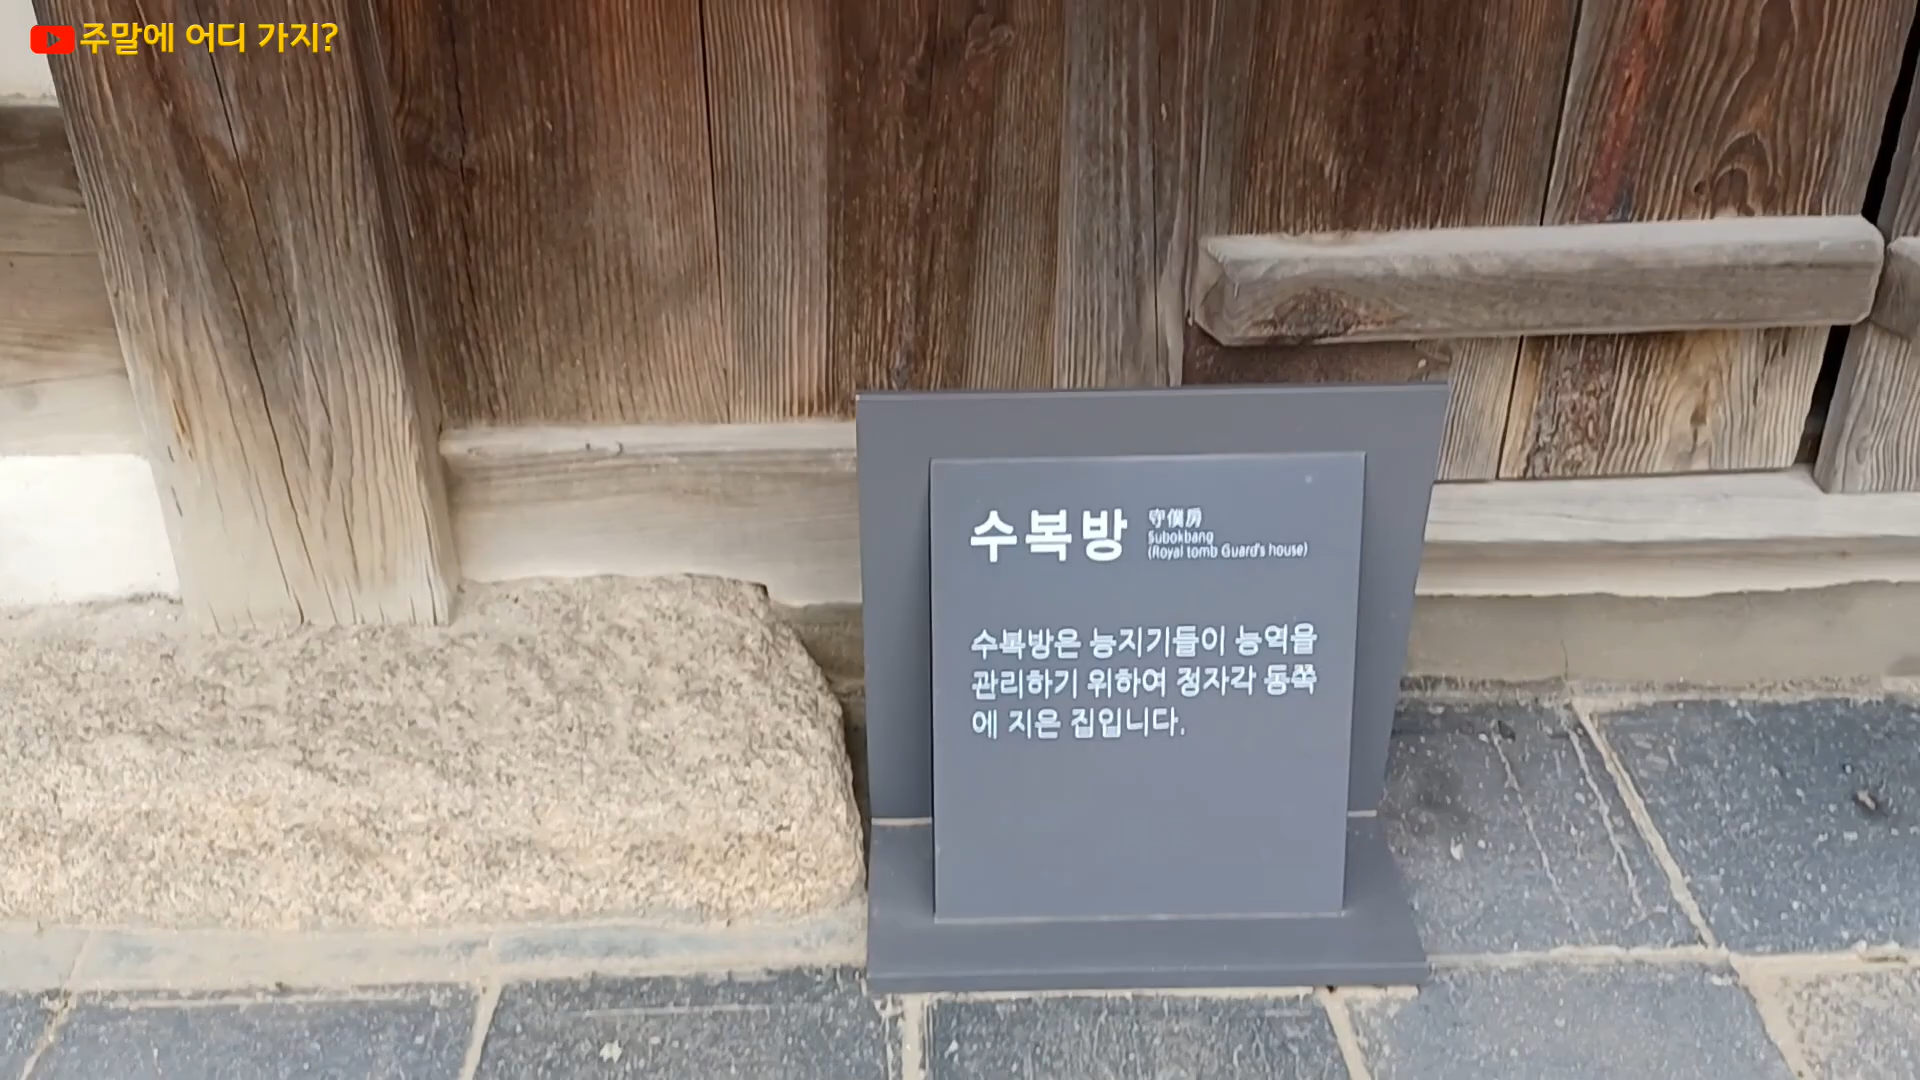 주말에 어디 가지?
수복방 守僕房
Subokbang
(Royal tomb Guard's house)
수복방은 능지기들이 능역을
관리하기 위하여 정자각 동쪽
에 지은 집입니다.